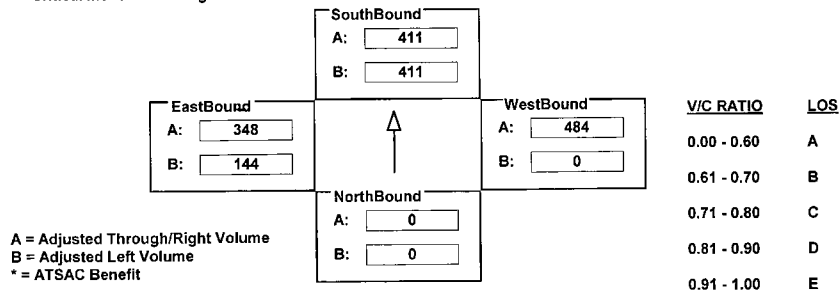 SouthBound
A: 411
B: 411
EastBound
A: 348
B: 144
WestBound
A: 484
B: 0
NorthBound
A: 0
B: 0
A = Adjusted Through/Right Volume
B = Adjusted Left Volume
* = ATSAC Benefit
V/C RATIO LOS
0.00 - 0.60 A
0.61 - 0.70 B
0.71 - 0.80 C
0.81 - 0.90 D
0.91 - 1.00 E